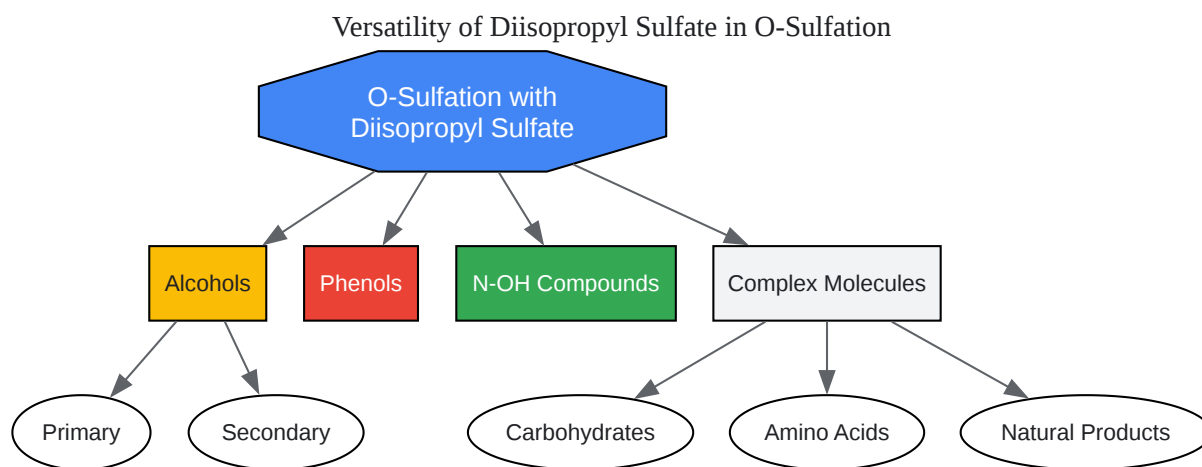 Versatility of Diisopropyl Sulfate in O-Sulfation
O-Sulfation with
Diisopropyl Sulfate
Alcohols
Phenols
N-OH Compounds
Complex Molecules
Primary
Secondary
Carbohydrates
Amino Acids
Natural Products